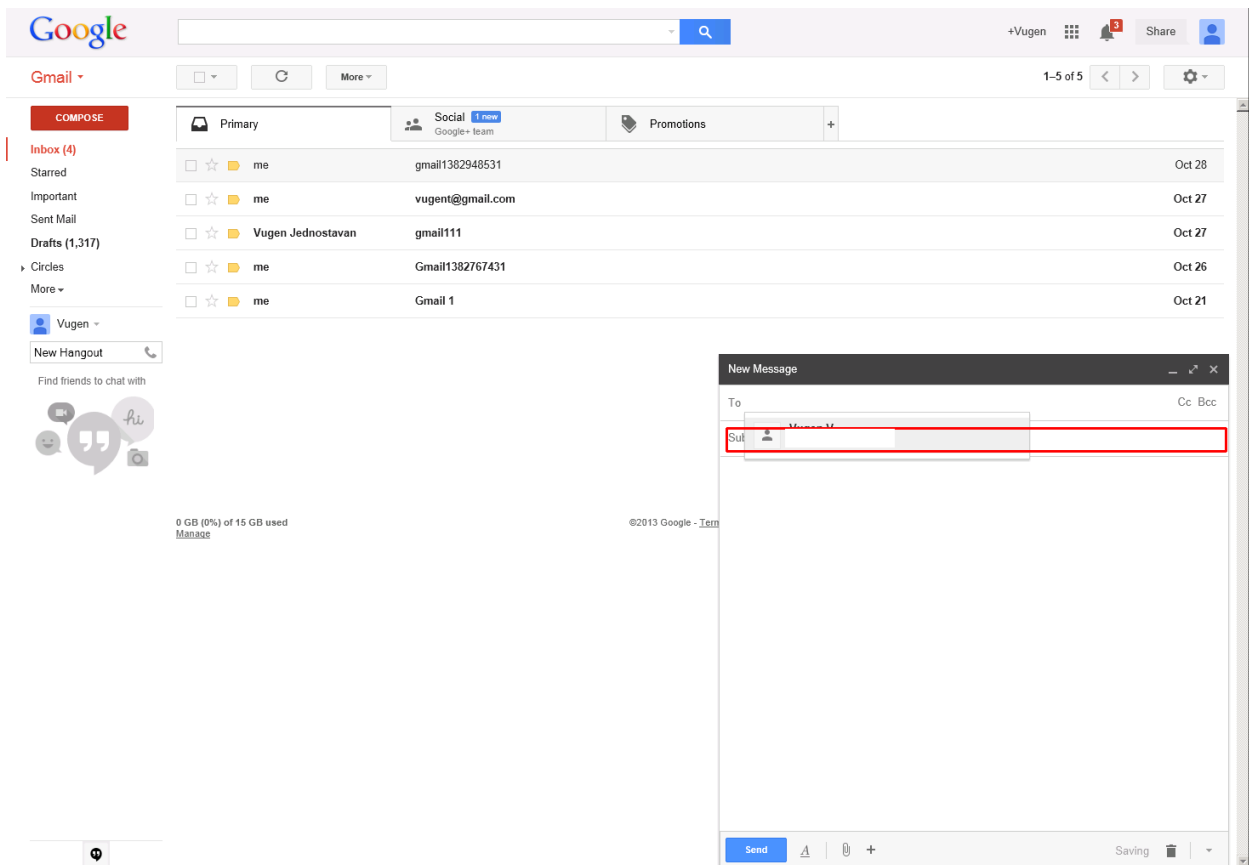 Google
+Vugen
3
Share
Gmail
More
1–5 of 5
COMPOSE
Primary
Social 1 new
Google+ team
Promotions
+
Inbox (4)
Starred
Important
Sent Mail
Drafts (1,317)
Circles
More
me gmail1382948531 Oct 28
me vugent@gmail.com Oct 27
Vugen Jednostavan gmail111 Oct 27
me Gmail1382767431 Oct 26
me Gmail 1 Oct 21
Vugen
New Hangout
Find friends to chat with
hi
0 GB (0%) of 15 GB used
Manage
©2013 Google - Term
New Message
To
Cc Bcc
Vugen V
Sub
Send
A
+
Saving